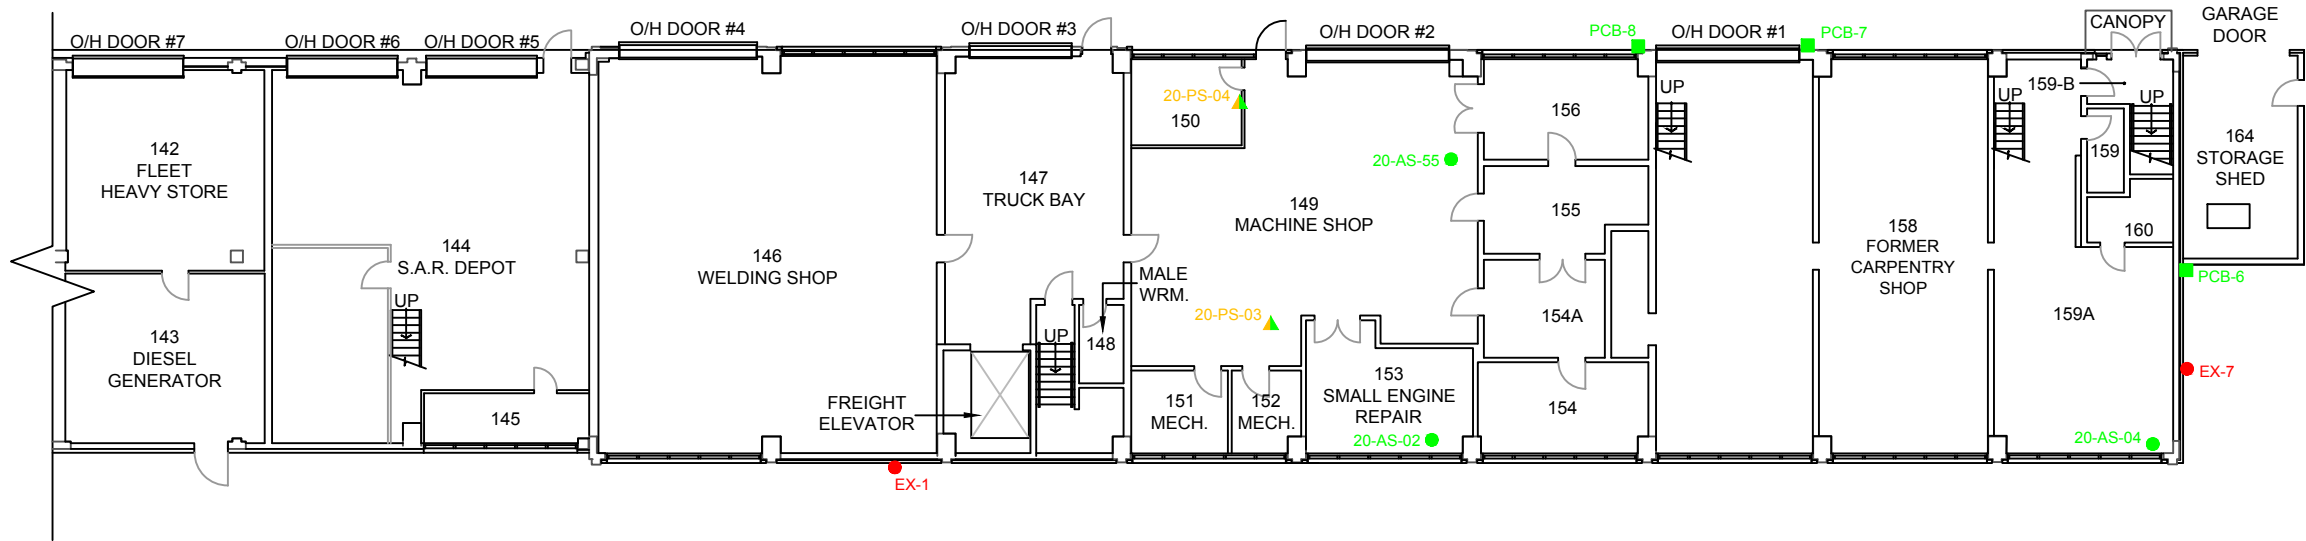 O/H DOOR #7
O/H DOOR #6
O/H DOOR #5
O/H DOOR #4
O/H DOOR #3
O/H DOOR #2
PCB-8
O/H DOOR #1
PCB-7
CANOPY
GARAGE
DOOR
142
FLEET
HEAVY STORE
143
DIESEL
GENERATOR
144
S.A.R. DEPOT
UP
145
146
WELDING SHOP
147
TRUCK BAY
FREIGHT
ELEVATOR
UP
148
MALE
WRM.
EX-1
20-PS-04
150
20-AS-55
149
MACHINE SHOP
20-PS-03
151
MECH.
152
MECH.
153
SMALL ENGINE
REPAIR
20-AS-02
156
155
154A
154
UP
158
FORMER
CARPENTRY
SHOP
UP
159-B
UP
159
160
159A
20-AS-04
164
STORAGE
SHED
PCB-6
EX-7